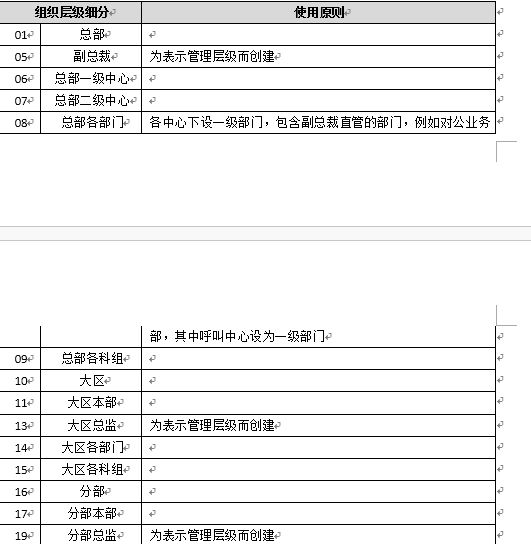 组织层级细分 使用原则
01 总部
05 副总裁 为表示管理层级而创建
06 总部一级中心
07 总部二级中心
08 总部各部门 各中心下设一级部门，包含副总裁直管的部门，例如对公业务
部，其中呼叫中心设为一级部门
09 总部各科组
10 大区
11 大区本部
13 大区总监 为表示管理层级而创建
14 大区各部门
15 大区各科组
16 分部
17 分部本部
19 分部总监 为表示管理层级而创建